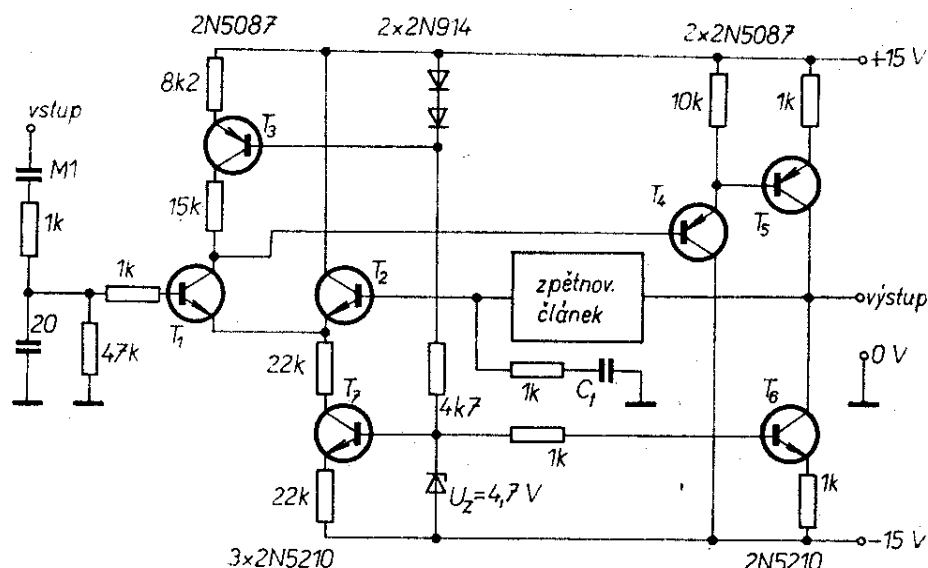 2N5087
2×2N914
2×2N5087
+15 V
8k2
10k
1k
vstup
T3
M1
15k
T4
T5
1k
1k
T2
zpětnov.
článek
výstup
20
T1
47k
22k
T7
4k7
1k
C1
0 V
T6
1k
22k
Uz=4,7 V
1k
-15 V
3×2N5210
2N5210